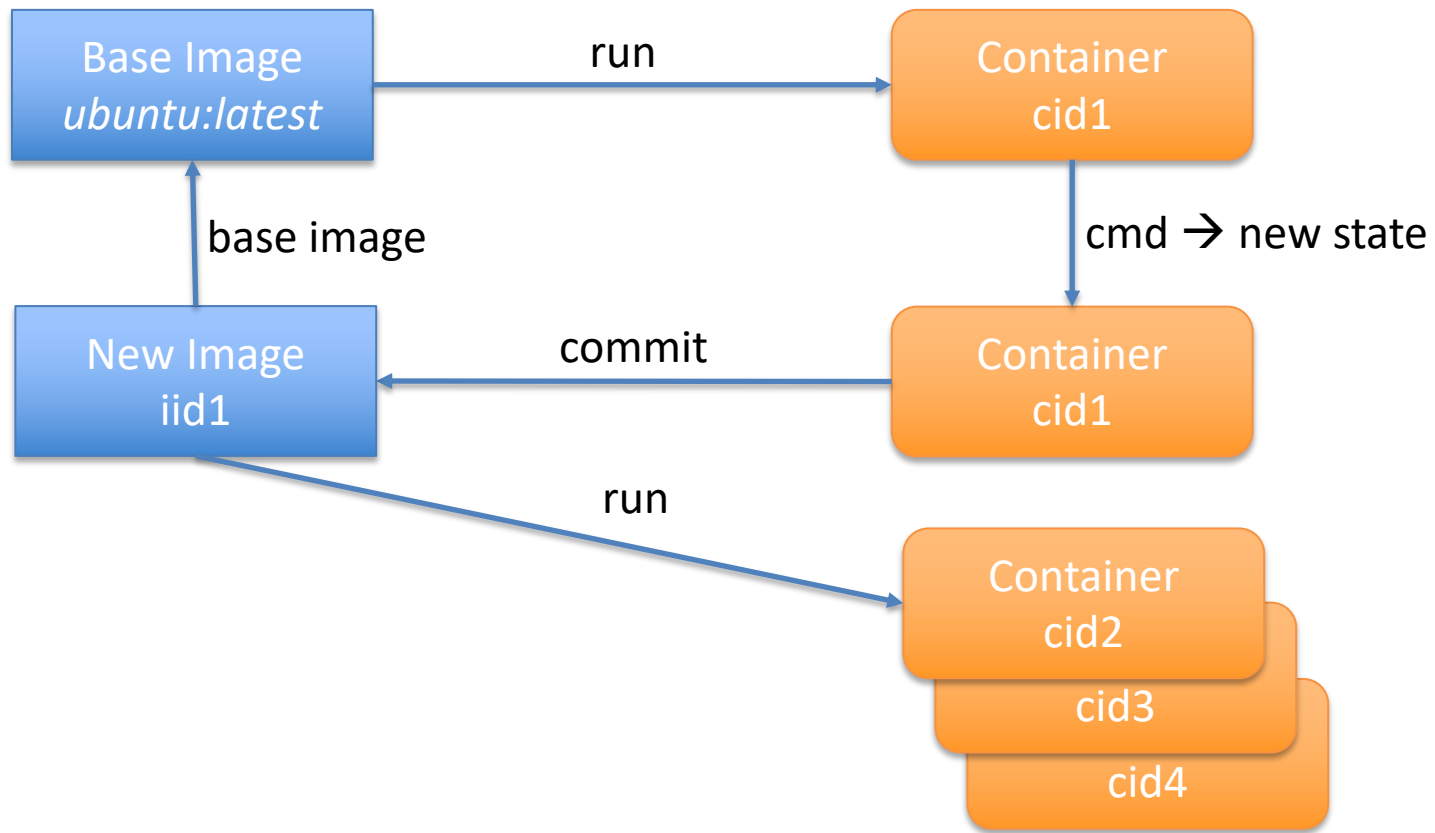 Base Image
ubuntu:latest
run
Container
cid1
base image
cmd → new state
New Image
iid1
commit
Container
cid1
run
Container
cid2
cid3
cid4